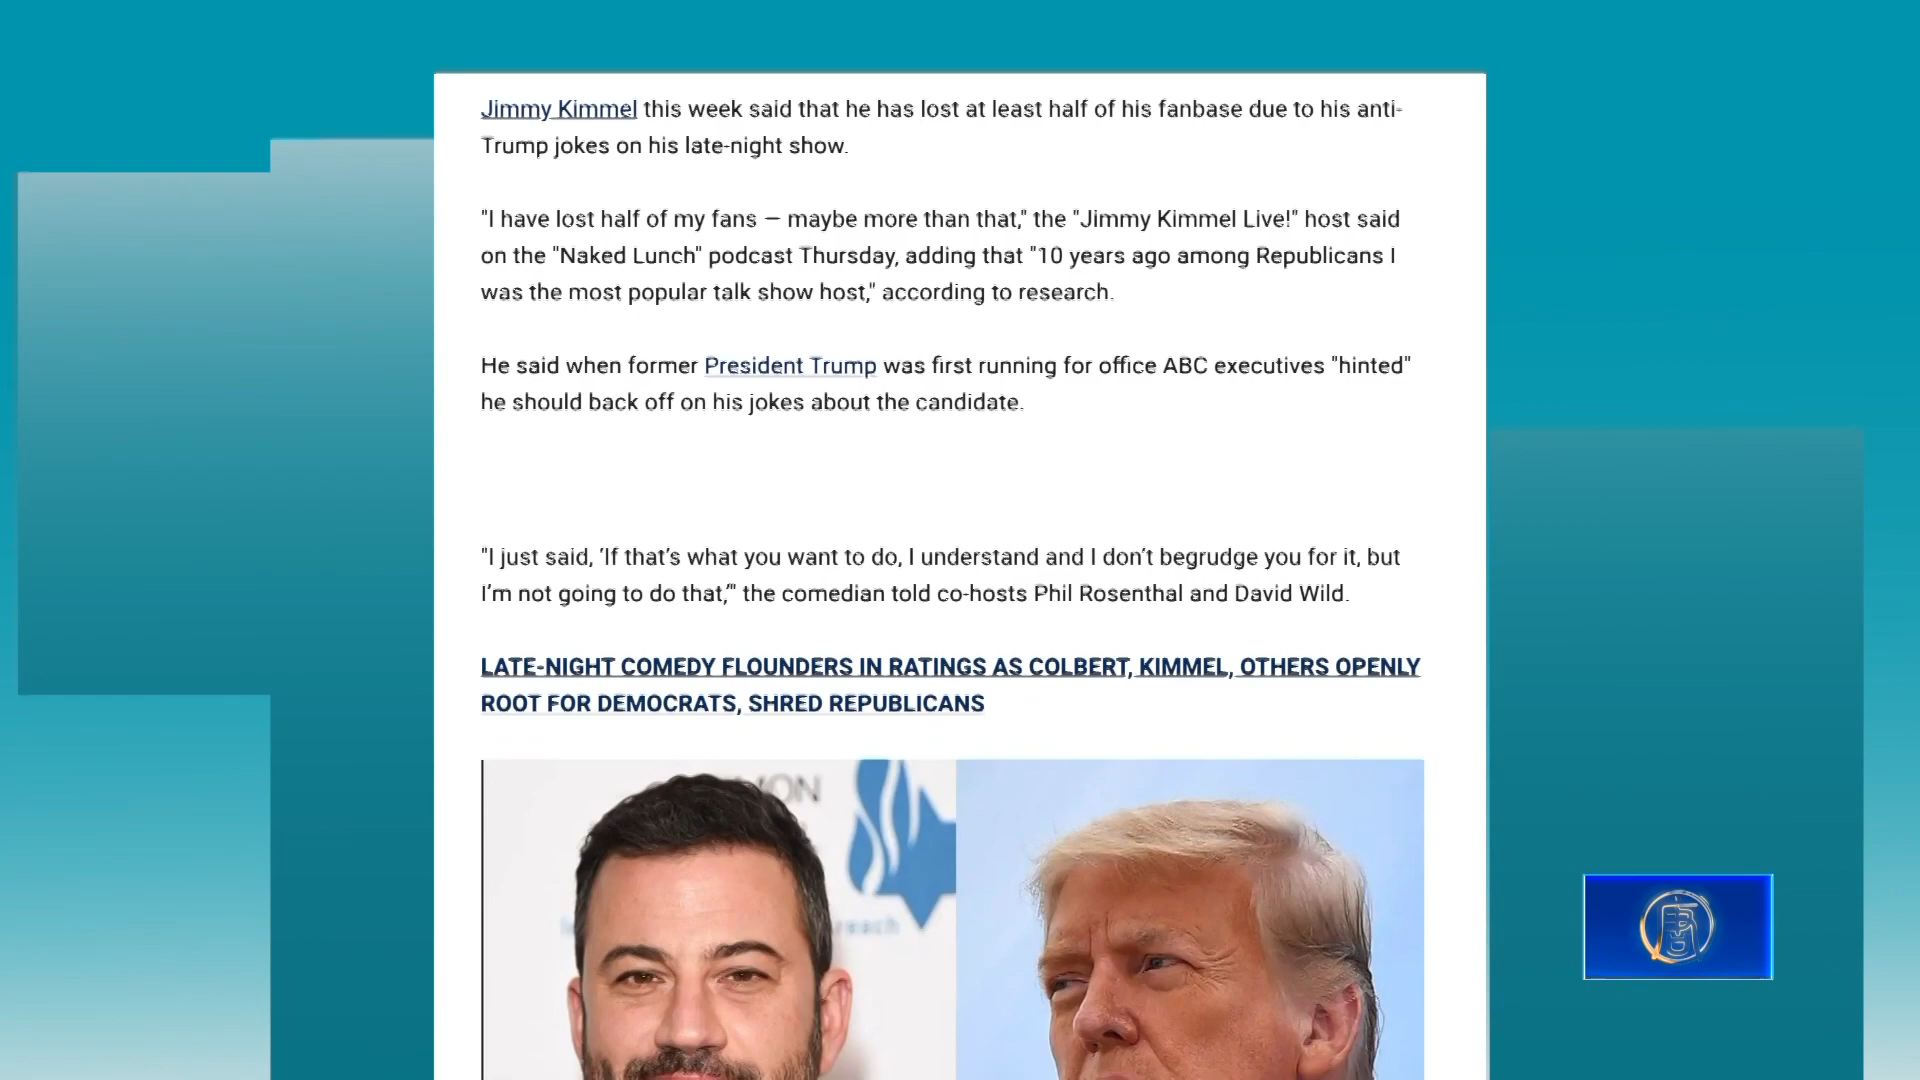 Jimmy Kimmel this week said that he has lost at least half of his fanbase due to his anti-
Trump jokes on his late-night show.
"I have lost half of my fans — maybe more than that," the "Jimmy Kimmel Live!" host said
on the "Naked Lunch" podcast Thursday, adding that "10 years ago among Republicans I
was the most popular talk show host," according to research.
He said when former President Trump was first running for office ABC executives "hinted"
he should back off on his jokes about the candidate.
"I just said, 'If that's what you want to do, I understand and I don't begrudge you for it, but
I'm not going to do that,'" the comedian told co-hosts Phil Rosenthal and David Wild.
LATE-NIGHT COMEDY FLOUNDERS IN RATINGS AS COLBERT, KIMMEL, OTHERS OPENLY
ROOT FOR DEMOCRATS, SHRED REPUBLICANS